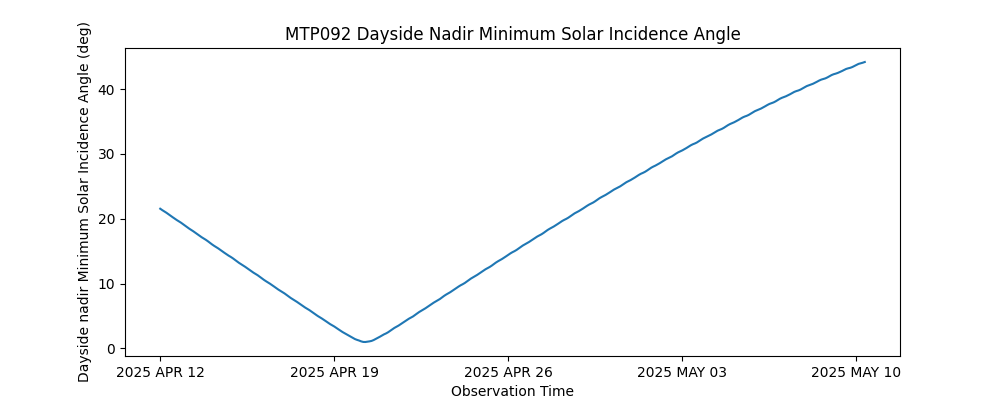 MTP092 Dayside Nadir Minimum Solar Incidence Angle
Dayside nadir Minimum Solar Incidence Angle (deg)
40
30
20
10
0
2025 APR 12
2025 APR 19
2025 APR 26
2025 MAY 03
2025 MAY 10
Observation Time